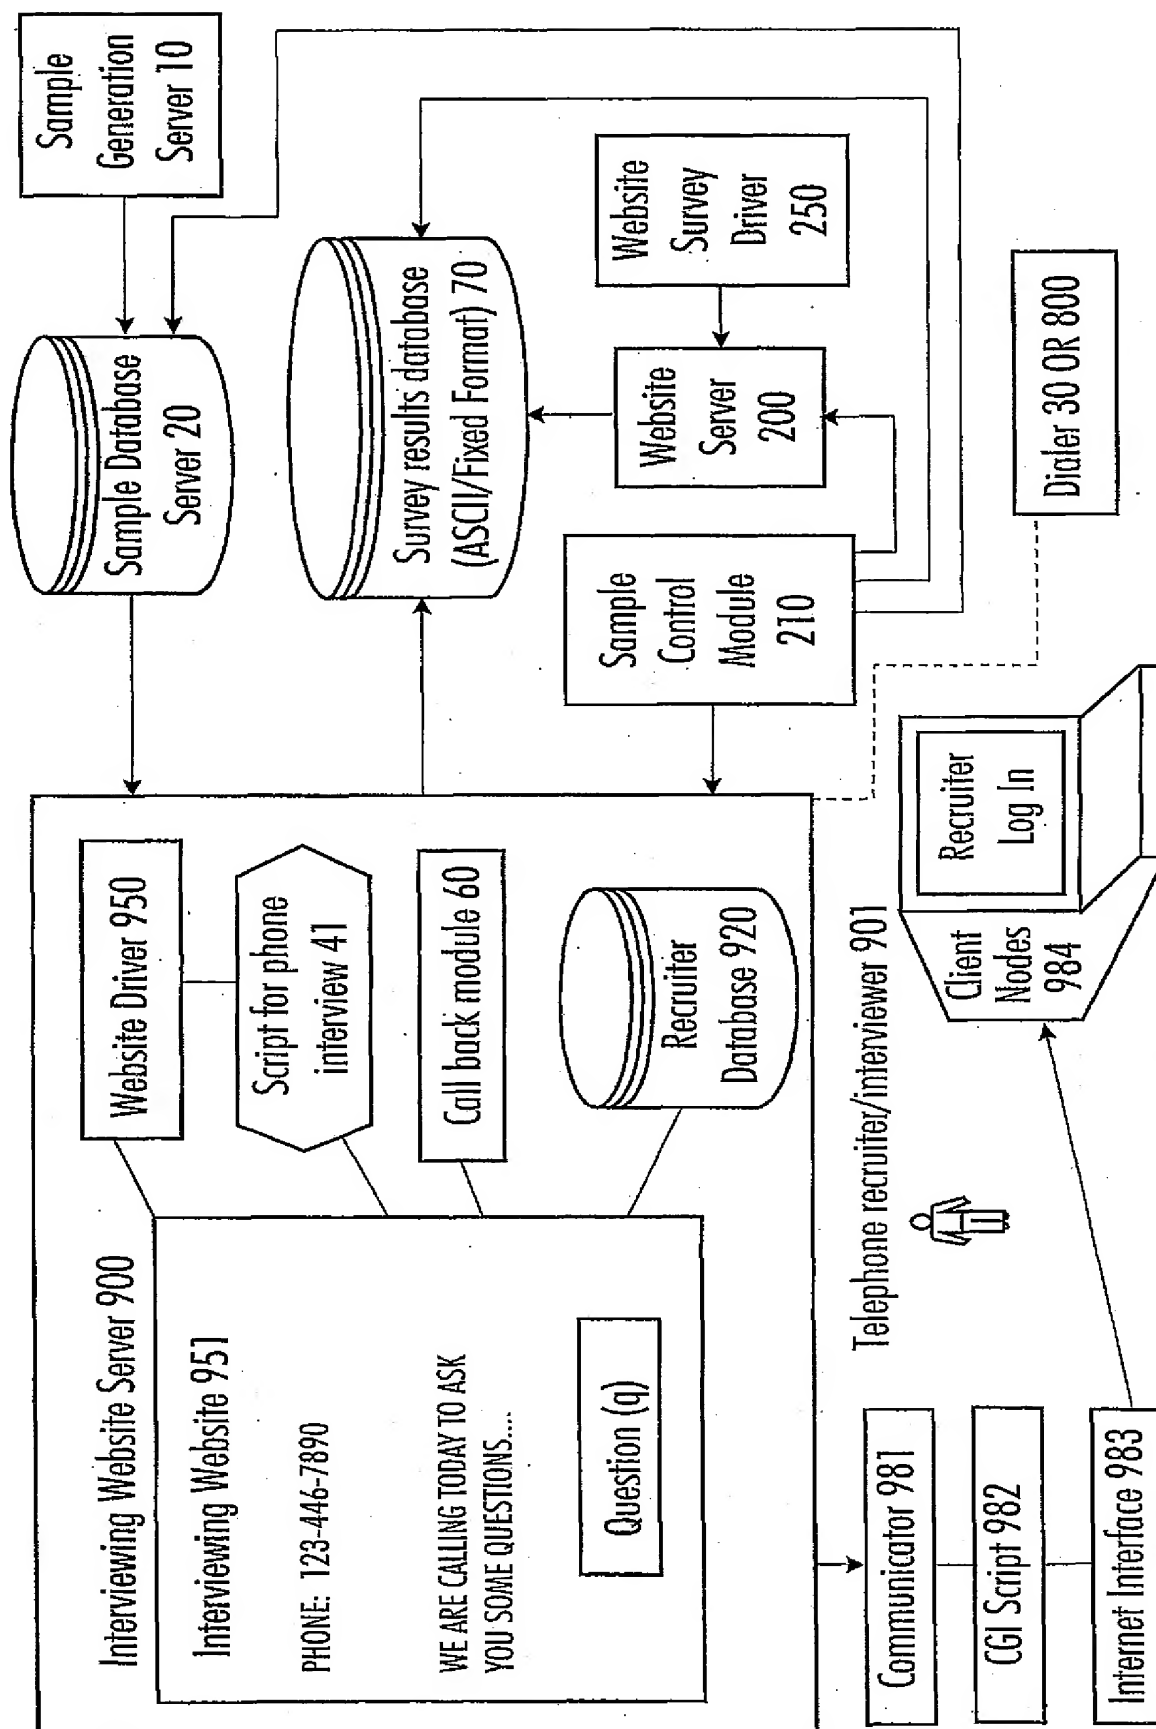 Interviewing Website Server 900
Interviewing Website 951
PHONE: 123-446-7890
WE ARE CALLING TODAY TO ASK
YOU SOME QUESTIONS....
Question (q)
Website Driver 950
Script for phone
interview 41
Call back module 60
Recruiter
Database 920
Sample Database
Server 20
Sample
Generation
Server 10
Survey results database
(ASCII/Fixed Format) 70
Sample
Control
Module
210
Website
Server
200
Website
Survey
Driver
250
Communicator 981
CGI Script 982
Internet Interface 983
Telephone recruiter/interviewer 901
Client
Nodes
984
Recruiter
Log In
Dialer 30 OR 800